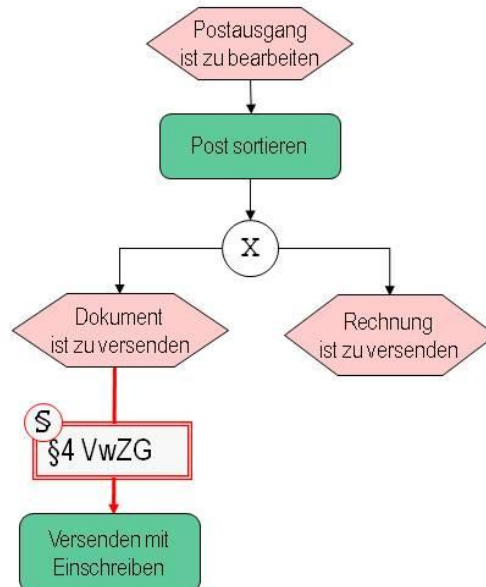 Postausgang
ist zu bearbeiten
Post sortieren
X
Dokument
ist zu versenden
Rechnung
ist zu versenden
§
§4 VwZG
Versenden mit
Einschreiben